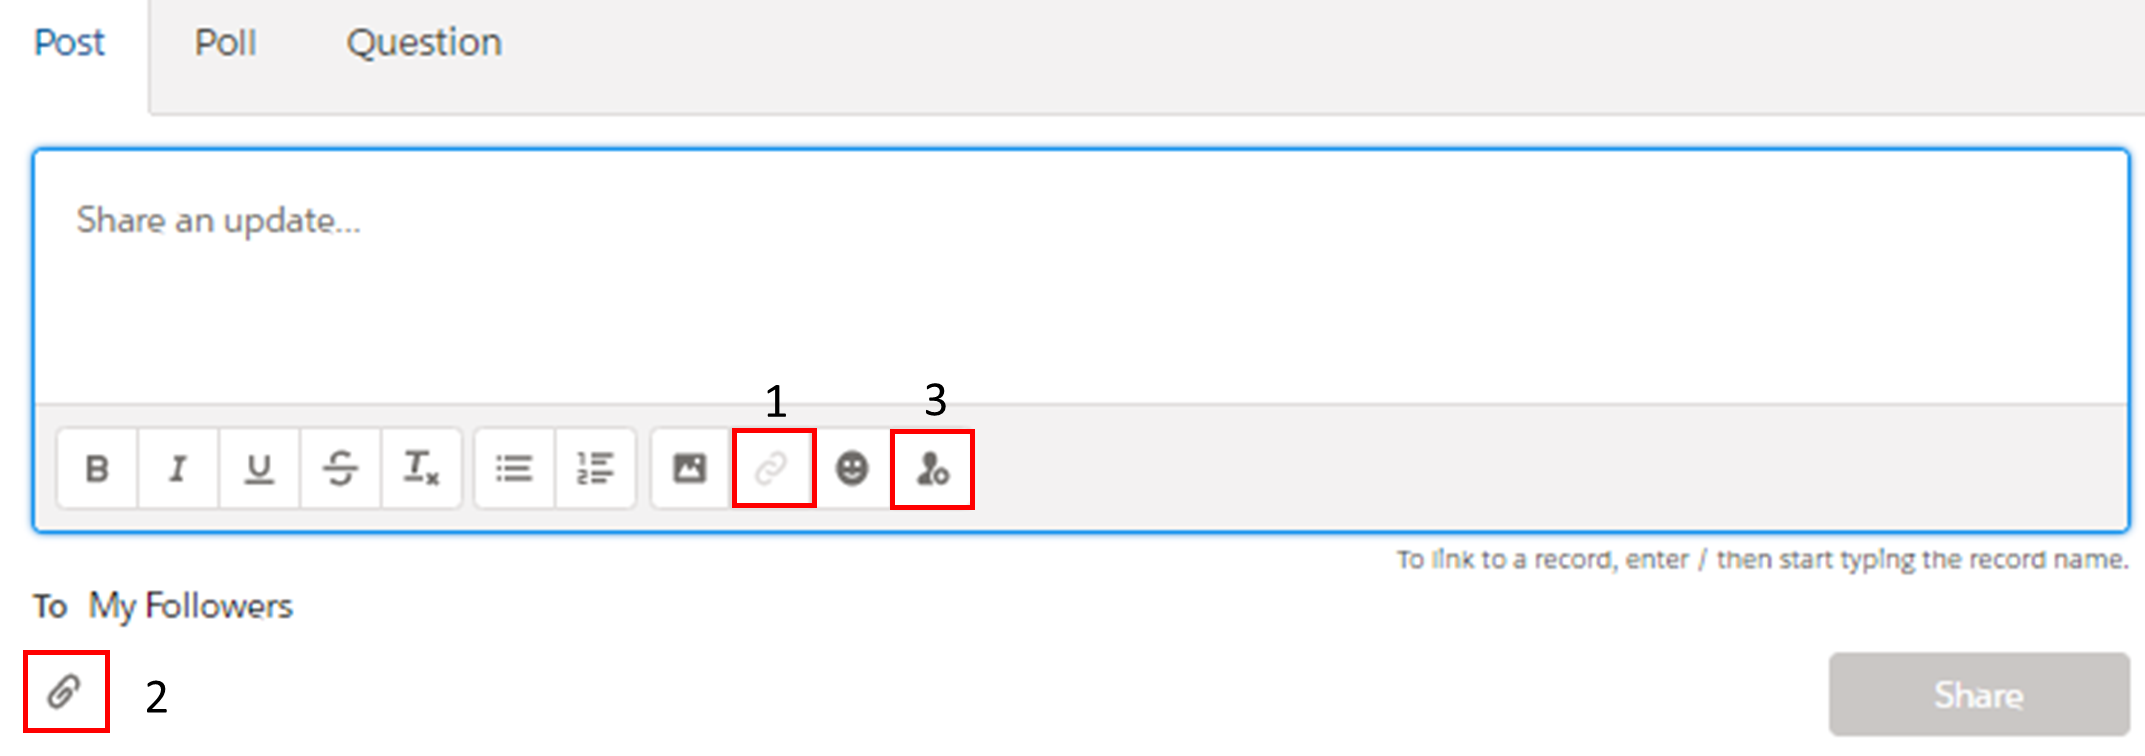 Post Poll Question
Share an update...
1 3
B I U S Tx
To link to a record, enter / then start typing the record name.
To My Followers
2
Share